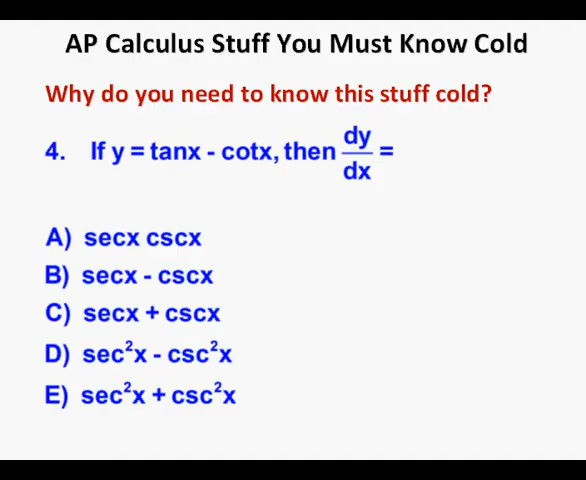 AP Calculus Stuff You Must Know Cold
Why do you need to know this stuff cold?
4. If y = tanx - cotx, then dy/dx =
A) secx cscx
B) secx - cscx
C) secx + cscx
D) sec²x - csc²x
E) sec²x + csc²x